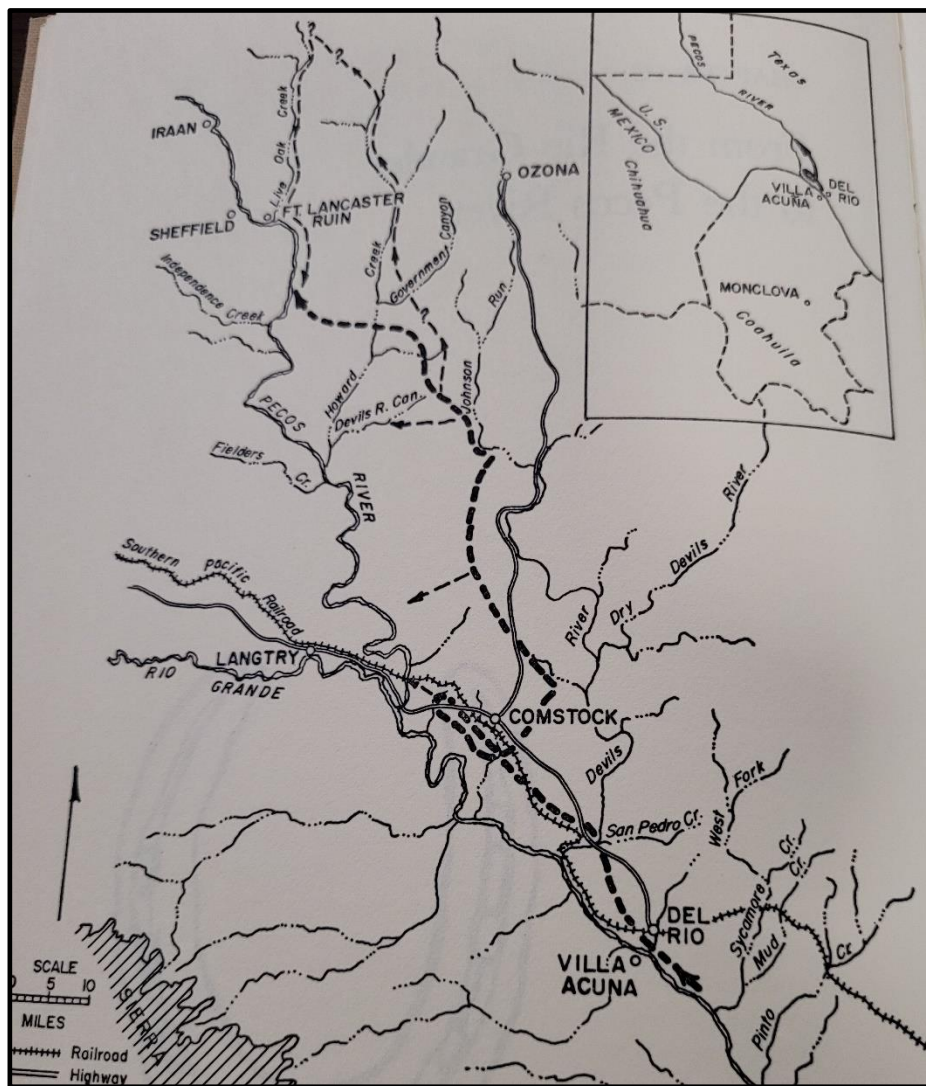 IRAAN
Live Oak Creek
OZONA
FT. LANCASTER
RUIN
SHEFFIELD
Independence
Creek
Creek
Government Canyon
Run
Howard
Devils R. Can.
Johnson
PECOS
Fielders
Cr.
RIVER
River
Devils
Dry
River
Southern Pacific Railroad
LANGTRY
RIO
GRANDE
COMSTOCK
Devils
West
Fork
San Pedro Cr.
Sycamore
Cr.
Mud
Cr.
DEL
RIO
VILLA
ACUÑA
Pinto
Cr.
SCALE
0 5 10
MILES
SIERRA
Railroad
Highway
PECOS
RIVER
Texas
U. S.
MEXICO
Chihuahua
VILLA
ACUÑA
DEL
RIO
MONCLOVA
Coahuila